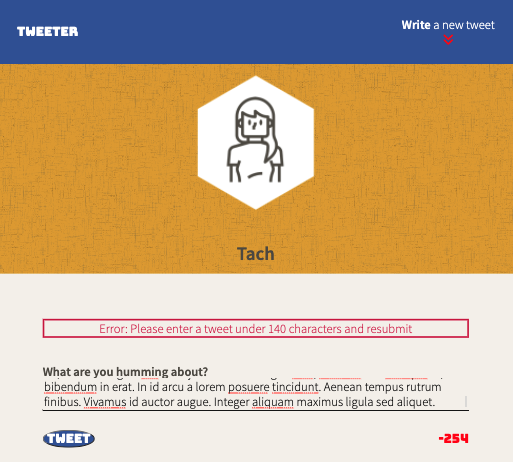 TWEETER
Write a new tweet
Tach
Error: Please enter a tweet under 140 characters and resubmit
What are you humming about?
bibendum in erat. In id arcu a lorem posuere tincidunt. Aenean tempus rutrum
finibus. Vivamus id auctor augue. Integer aliquam maximus ligula sed aliquet.
TWEET
-254